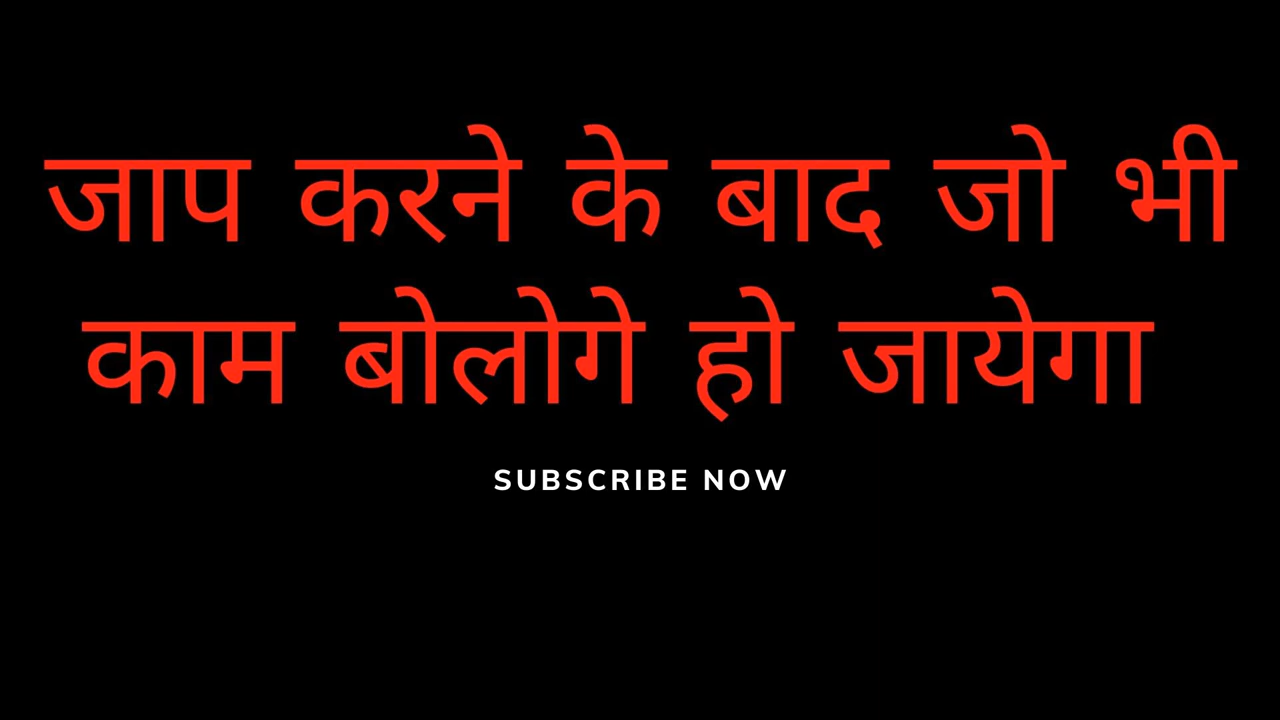 जाप करने के बाद जो भी
काम बोलोगे हो जायेगा
SUBSCRIBE NOW